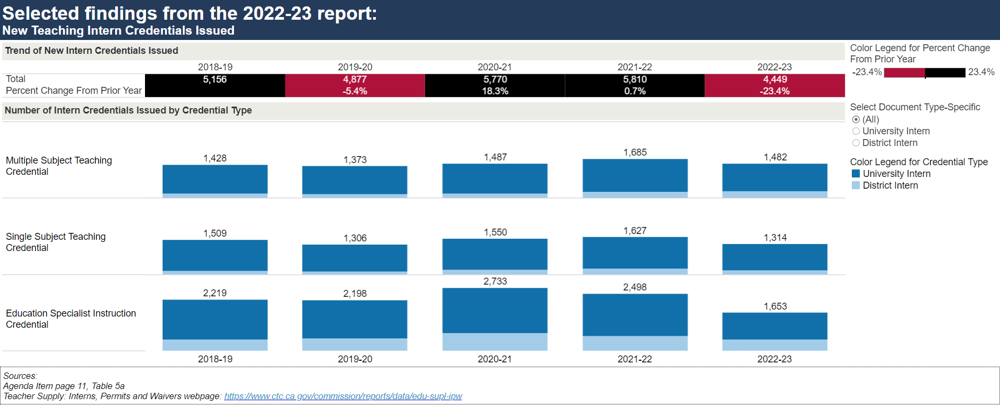 Selected findings from the 2022-23 report:
New Teaching Intern Credentials Issued
Trend of New Intern Credentials Issued
2018-19 2019-20 2020-21 2021-22 2022-23
Total 5,156 4,877 5,770 5,810 4,449
Percent Change From Prior Year -5.4% 18.3% 0.7% -23.4%
Color Legend for Percent Change
From Prior Year
-23.4% 23.4%
Number of Intern Credentials Issued by Credential Type
Select Document Type-Specific
(All)
University Intern
District Intern
Color Legend for Credential Type
University Intern
District Intern
Multiple Subject Teaching
Credential
1,428 1,373 1,487 1,685 1,482
Single Subject Teaching
Credential
1,509 1,306 1,550 1,627 1,314
Education Specialist Instruction
Credential
2,219 2,198 2,733 2,498 1,653
2018-19 2019-20 2020-21 2021-22 2022-23
Sources:
Agenda Item page 11, Table 5a
Teacher Supply: Interns, Permits and Waivers webpage: https://www.ctc.ca.gov/commission/reports/data/edu-supl-ipw